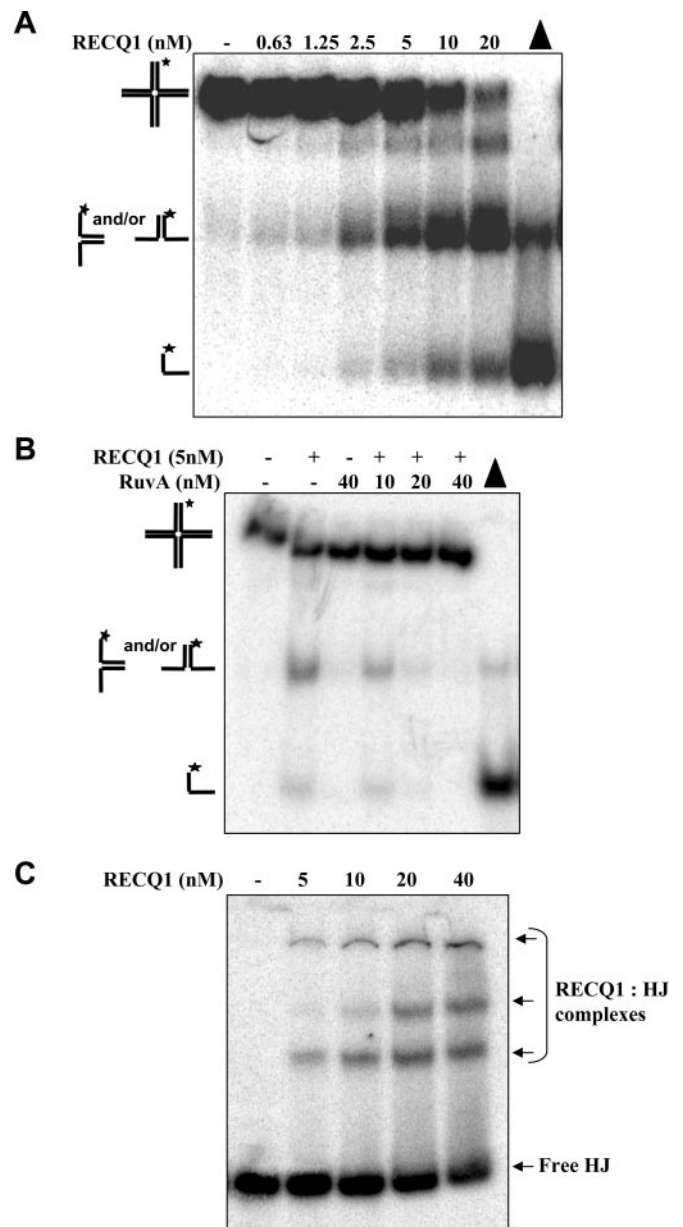 A
RECQ1 (nM) - 0.63 1.25 2.5 5 10 20
and/or
B
RECQ1 (5nM) - + - + + +
RuvA (nM) - - 40 10 20 40
and/or
C
RECQ1 (nM) - 5 10 20 40
RECQ1 : HJ
complexes
Free HJ